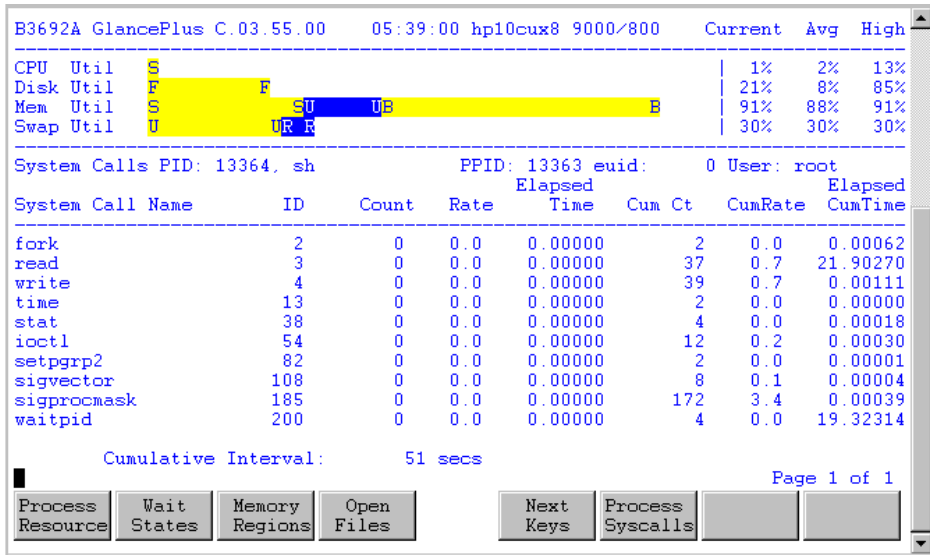 B3692A GlancePlus C.03.55.00 05:39:00 hp10cux8 9000/800 Current Avg High
CPU Util S | 1% 2% 13%
Disk Util F F | 21% 8% 85%
Mem Util S SU UB B | 91% 88% 91%
Swap Util U UR R | 30% 30% 30%
System Calls PID: 13364, sh PPID: 13363 euid: 0 User: root
Elapsed Elapsed
System Call Name ID Count Rate Time Cum Ct CumRate CumTime
fork 2 0 0.0 0.00000 2 0.0 0.00062
read 3 0 0.0 0.00000 37 0.7 21.90270
write 4 0 0.0 0.00000 39 0.7 0.00111
time 13 0 0.0 0.00000 2 0.0 0.00000
stat 38 0 0.0 0.00000 4 0.0 0.00018
ioctl 54 0 0.0 0.00000 12 0.2 0.00030
setpgrp2 82 0 0.0 0.00000 2 0.0 0.00001
sigvector 108 0 0.0 0.00000 8 0.1 0.00004
sigprocmask 185 0 0.0 0.00000 172 3.4 0.00039
waitpid 200 0 0.0 0.00000 4 0.0 19.32314
Cumulative Interval: 51 secs
Page 1 of 1
Process Wait Memory Open Next Process
Resource States Regions Files Keys Syscalls